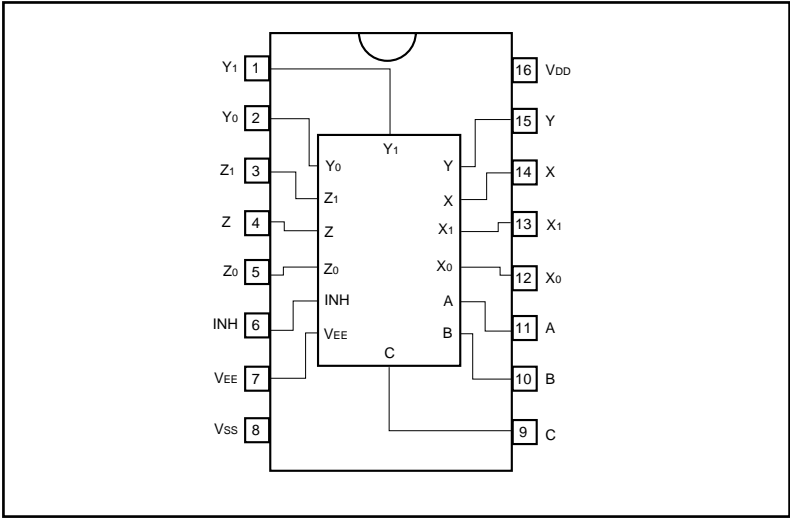 Y1 1
Y0 2
Z1 3
Z 4
Z0 5
INH 6
VEE 7
VSS 8
16 VDD
15 Y
14 X
13 X1
12 X0
11 A
10 B
9 C
Y1
Y0
Z1
Z
Z0
INH
VEE
Y
X
X1
X0
A
B
C